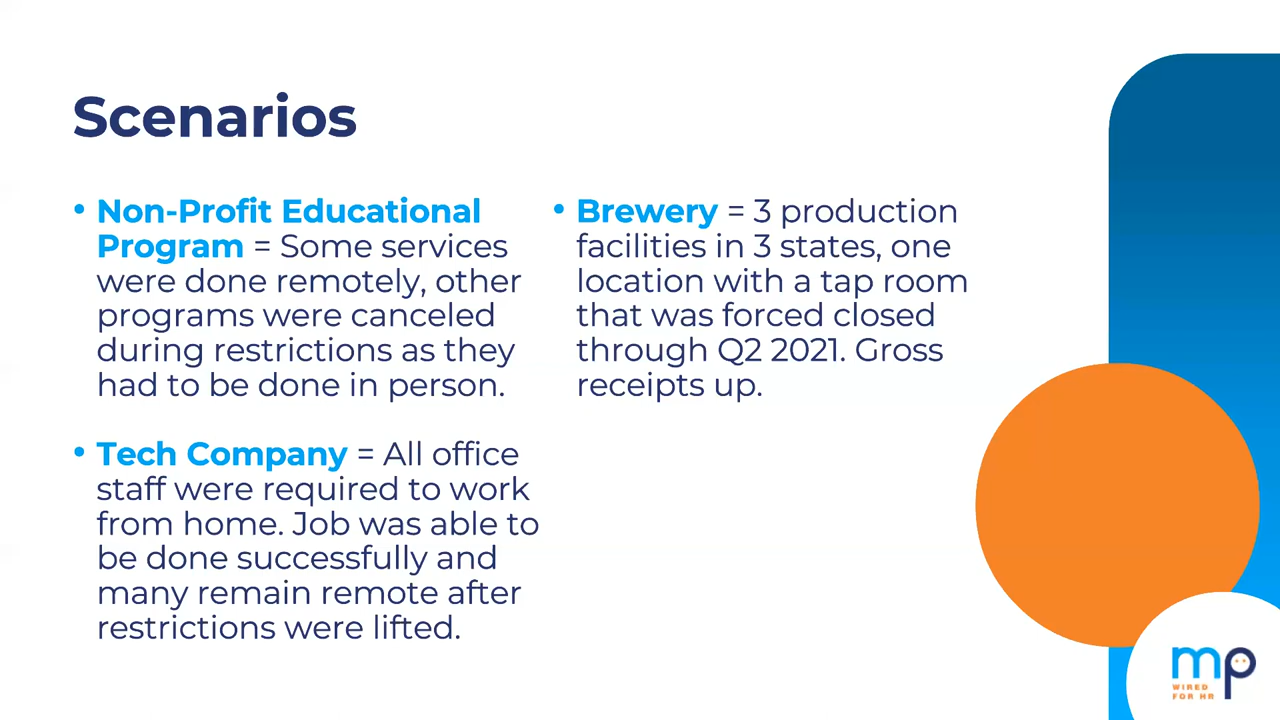 Scenarios
• Non-Profit Educational
Program = Some services
were done remotely, other
programs were canceled
during restrictions as they
had to be done in person.
• Tech Company = All office
staff were required to work
from home. Job was able to
be done successfully and
many remain remote after
restrictions were lifted.
• Brewery = 3 production
facilities in 3 states, one
location with a tap room
that was forced closed
through Q2 2021. Gross
receipts up.
mp
WIRED
FOR HR